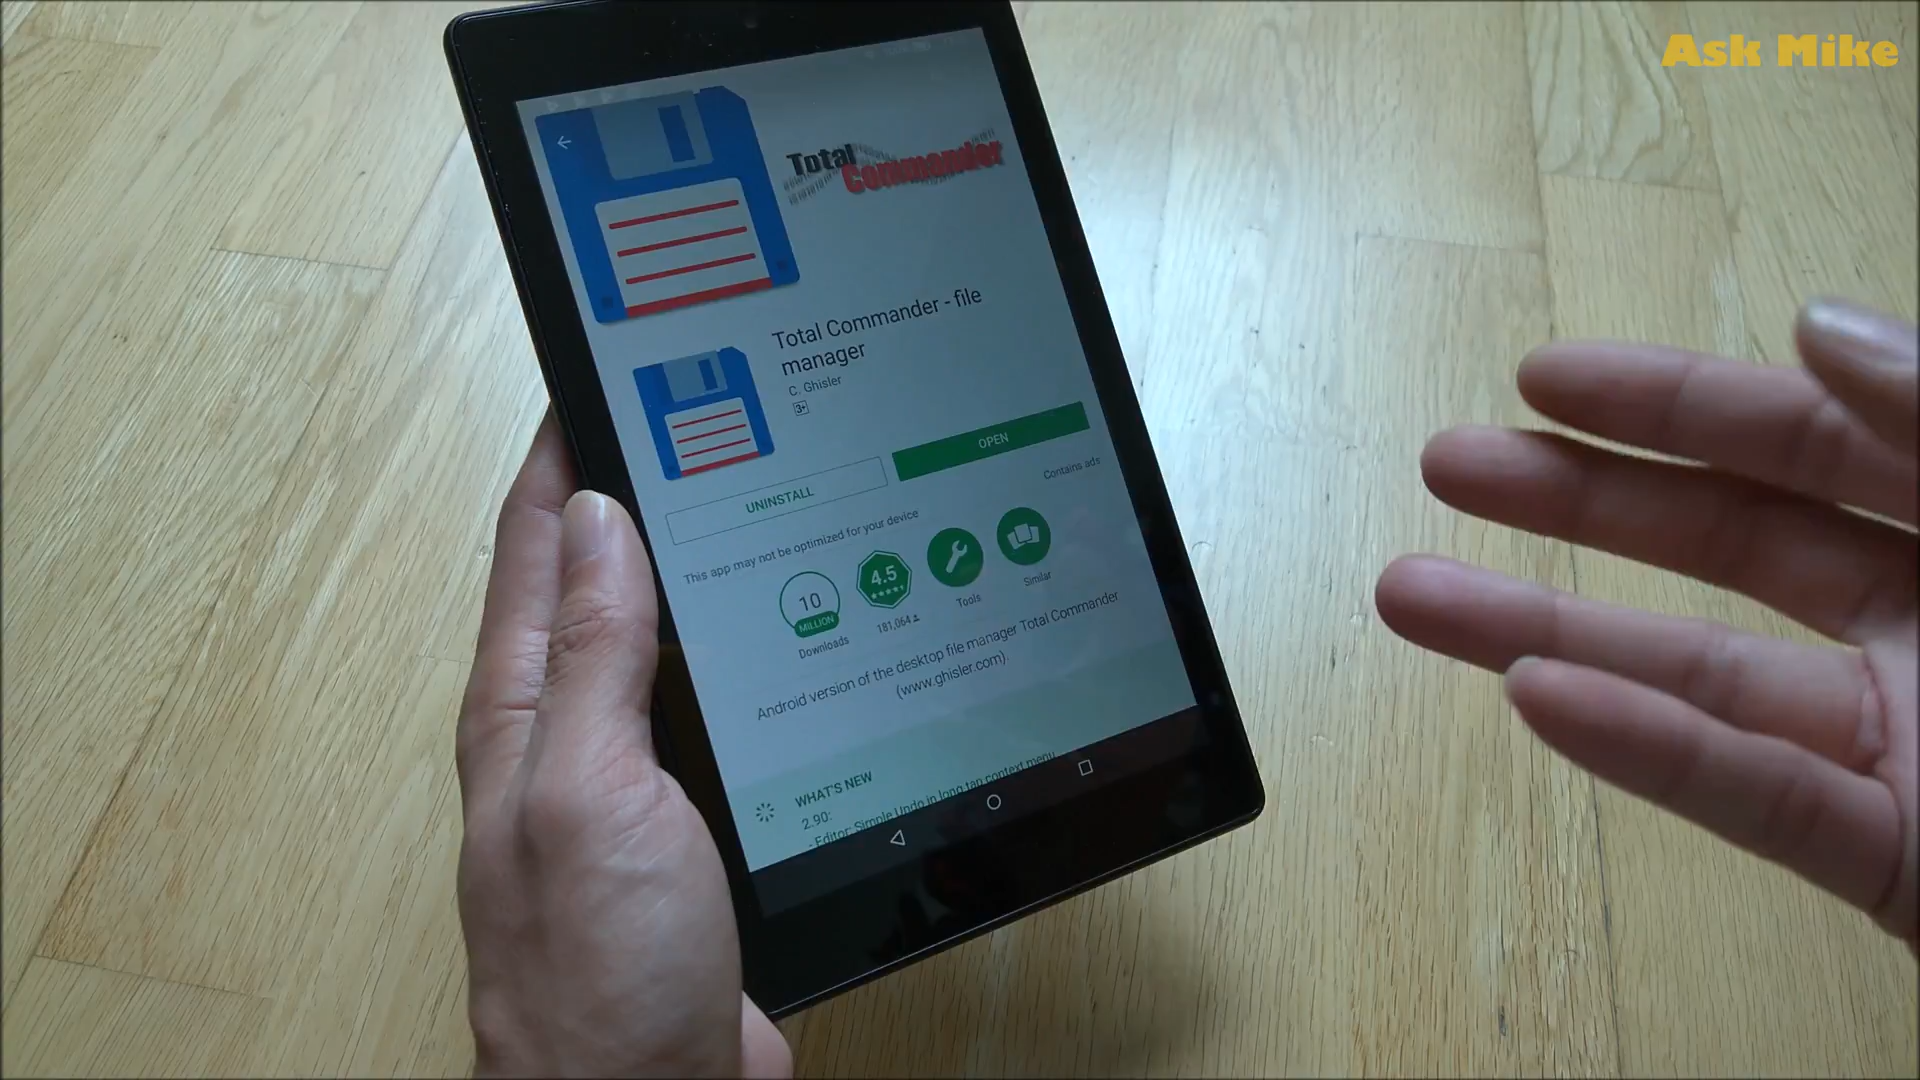 Ask Mike
Total
Commander
Total Commander - file
manager
C. Ghisler
3+
UNINSTALL
OPEN
Contains ads
This app may not be optimized for your device
10
MILLION
Downloads
4.5
181,064
Tools
Similar
Android version of the desktop file manager Total Commander
(www.ghisler.com).
WHAT'S NEW
2.90:
- Editor: Simple Undo in long tap context menu